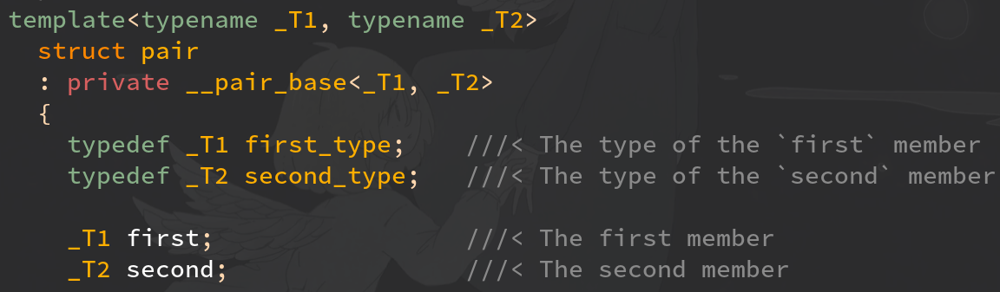 template<typename _T1, typename _T2>
struct pair
: private __pair_base<_T1, _T2>
{
typedef _T1 first_type;    ///< The type of the `first` member
typedef _T2 second_type;   ///< The type of the `second` member
_T1 first;                 ///< The first member
_T2 second;                ///< The second member